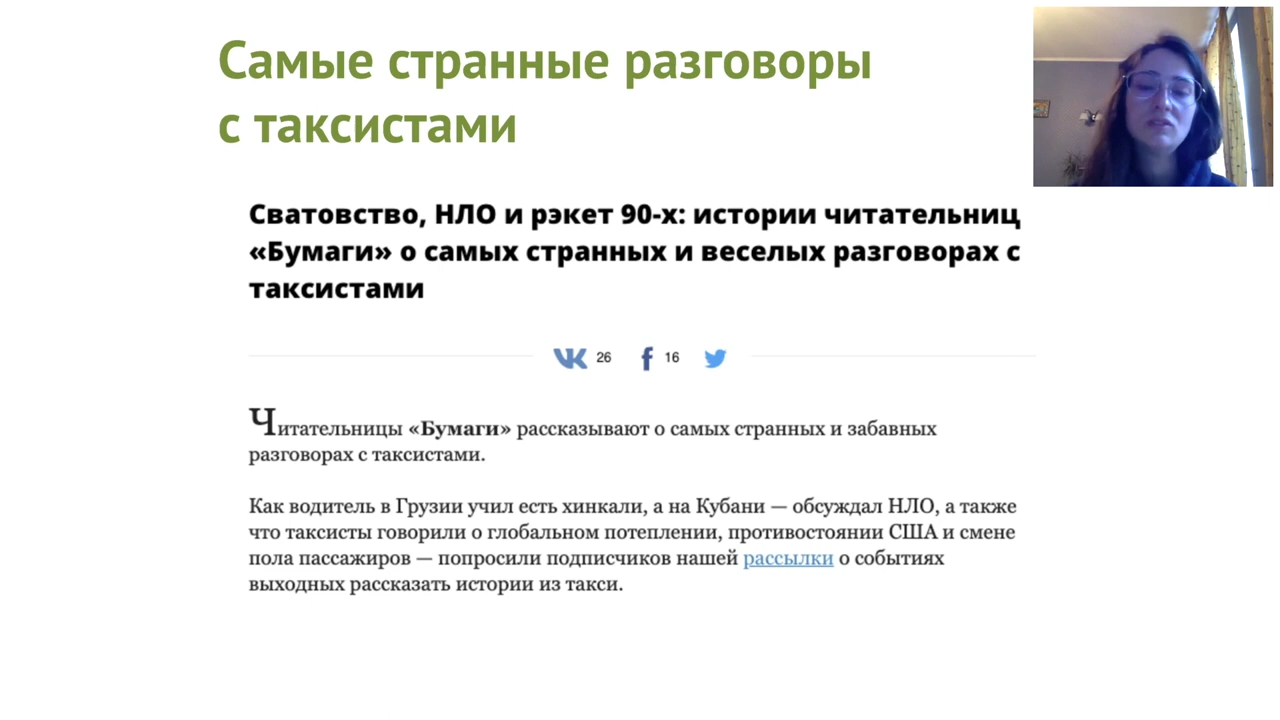 Самые странные разговоры
с таксистами
Сватовство, НЛО и рэкет 90-х: истории читательниц
«Бумаги» о самых странных и веселых разговорах с
таксистами
26 16
Читательницы «Бумаги» рассказывают о самых странных и забавных
разговорах с таксистами.
Как водитель в Грузии учил есть хинкали, а на Кубани — обсуждал НЛО, а также
что таксисты говорили о глобальном потеплении, противостоянии США и смене
пола пассажиров — попросили подписчиков нашей рассылки о событиях
выходных рассказать истории из такси.